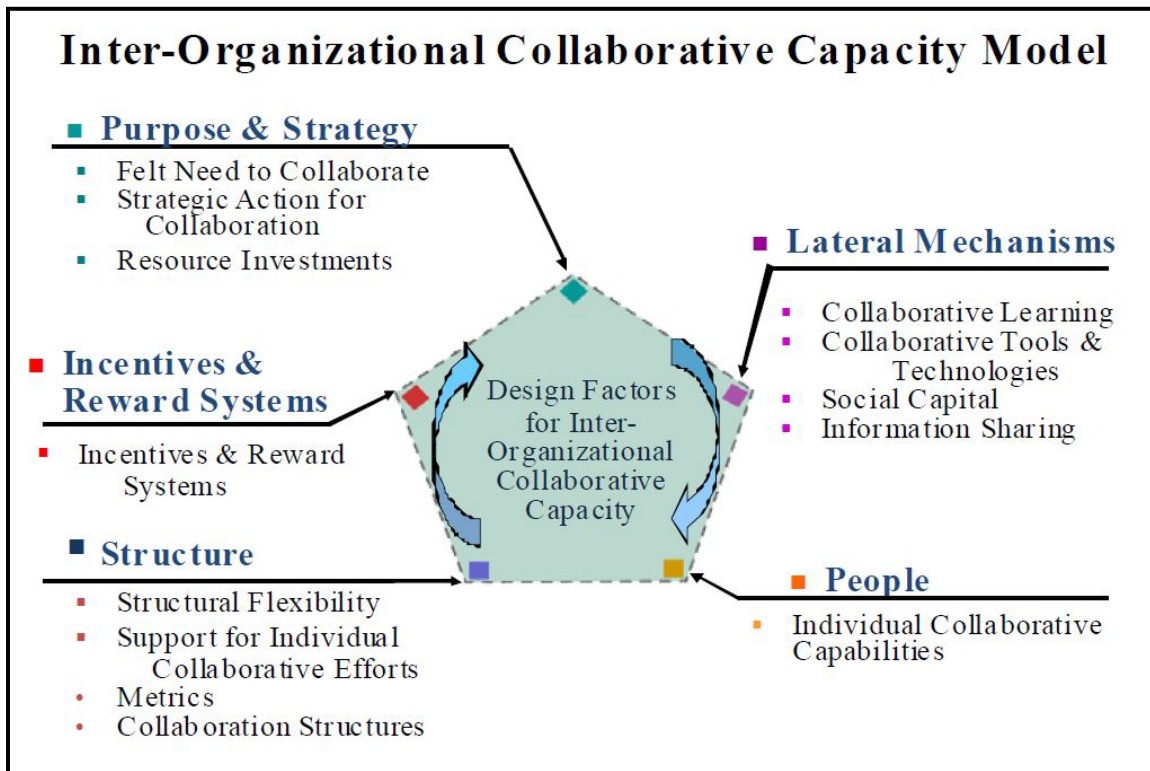 Inter-Organizational Collaborative Capacity Model
Purpose & Strategy
Felt Need to Collaborate
Strategic Action for
Collaboration
Resource Investments
Lateral Mechanisms
Collaborative Learning
Collaborative Tools &
Technologies
Social Capital
Information Sharing
Incentives &
Reward Systems
Incentives & Reward
Systems
Design Factors
for Inter-
Organizational
Collaborative
Capacity
Structure
Structural Flexibility
Support for Individual
Collaborative Efforts
Metrics
Collaboration Structures
People
Individual Collaborative
Capabilities